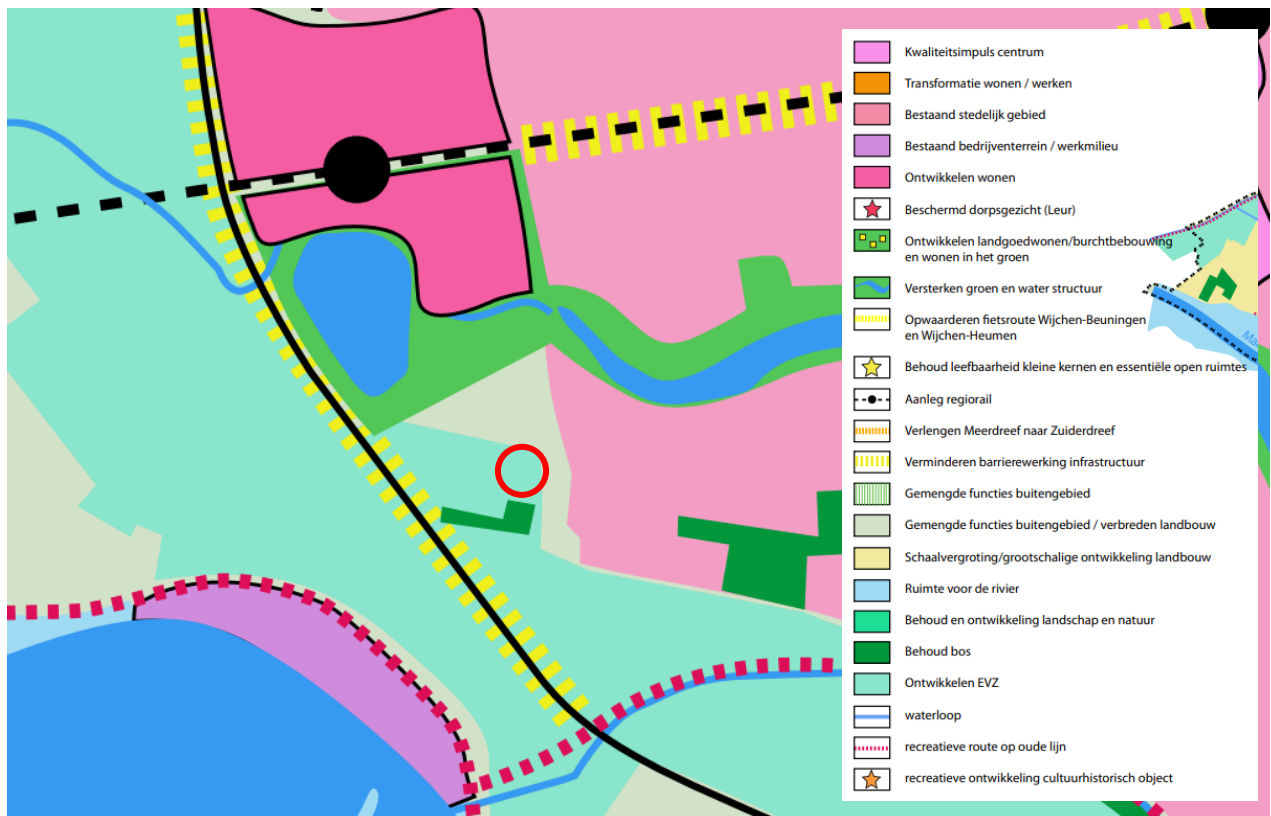 Kwaliteitsimpuls centrum
Transformatie wonen / werken
Bestaand stedelijk gebied
Bestaand bedrijventerrein / werkmilieu
Ontwikkelen wonen
Beschermd dorpsgezicht (Leur)
Ontwikkelen landgoedwonen/burchtbebouwing
en wonen in het groen
Versterken groen en water structuur
Opwaarderen fietsroute Wijchen-Beuningen
en Wijchen-Heumen
Behoud leefbaarheid kleine kernen en essentiële open ruimtes
Aanleg regiorail
Verlengen Meerdreef naar Zuiderdreef
Verminderen barrierewerking infrastructuur
Gemengde functies buitengebied
Gemengde functies buitengebied / verbreden landbouw
Schaalvergroting/grootschalige ontwikkeling landbouw
Ruimte voor de rivier
Behoud en ontwikkeling landschap en natuur
Behoud bos
Ontwikkelen EVZ
waterloop
recreatieve route op oude lijn
recreatieve ontwikkeling cultuurhistorisch object